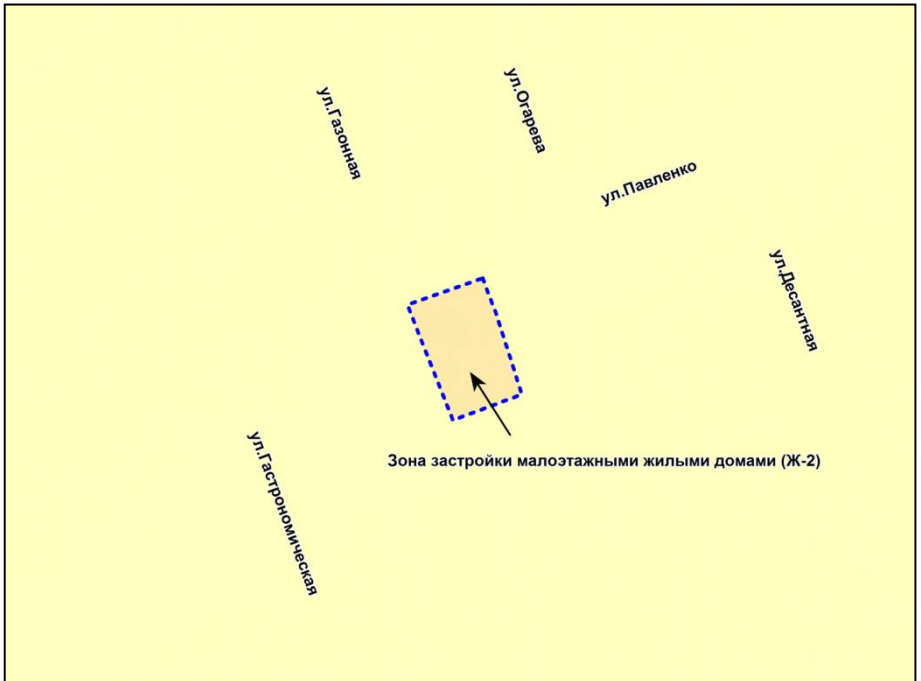 ул.Газонная
ул.Огарева
ул.Павленко
ул.Десантная
ул.Гастрономическая
Зона застройки малоэтажными жилыми домами (Ж-2)